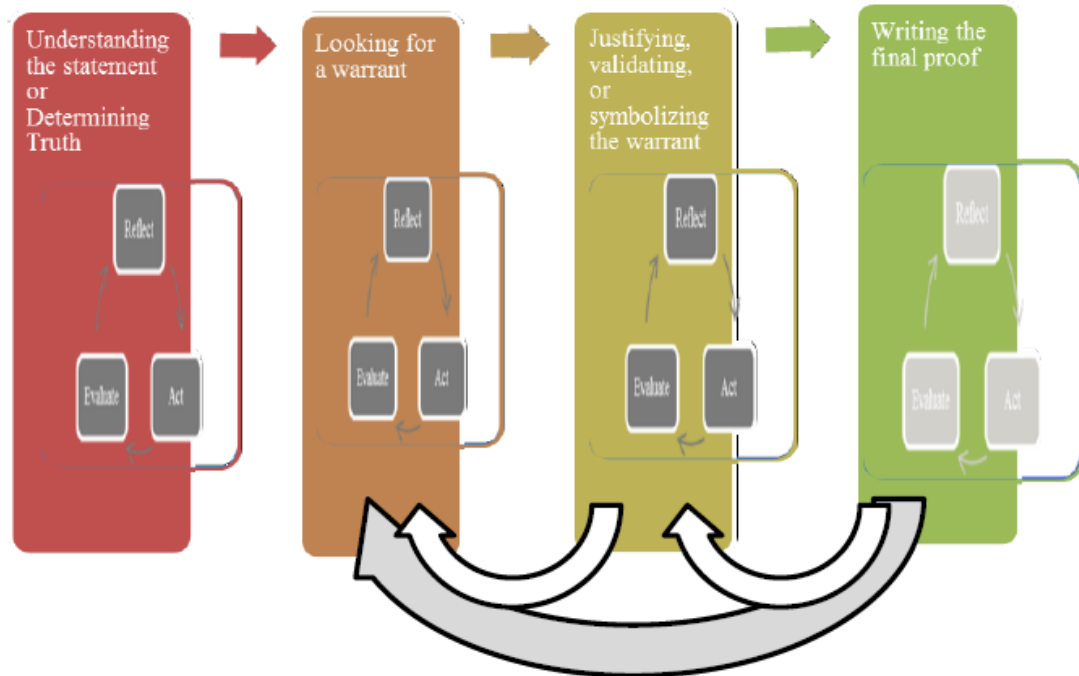 Understanding
the statement
or
Determining
Truth
Reflect
Evaluate
Act
Looking for
a warrant
Reflect
Evaluate
Act
Justifying,
validating,
or
symbolizing
the warrant
Reflect
Evaluate
Act
Writing the
final proof
Reflect
Evaluate
Act